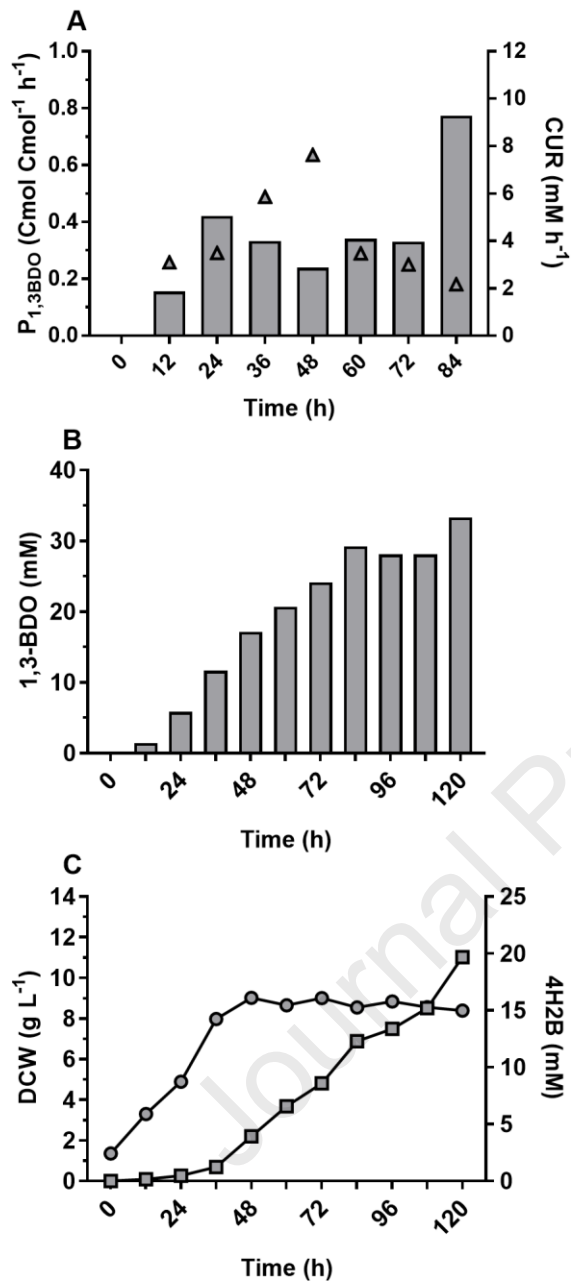 A
P1,3BDO (Cmol Cmol-1 h-1)
1.0
0.8
0.6
0.4
0.2
0.0
12
10
8
6
4
2
0
CUR (mM h-1)
0 12 24 36 48 60 72 84
Time (h)
B
1,3-BDO (mM)
40
30
20
10
0
0 24 48 72 96 120
Time (h)
C
DCW (g L-1)
14
12
10
8
6
4
2
0
25
20
15
10
5
0
4H2B (mM)
0 24 48 72 96 120
Time (h)
Journal P